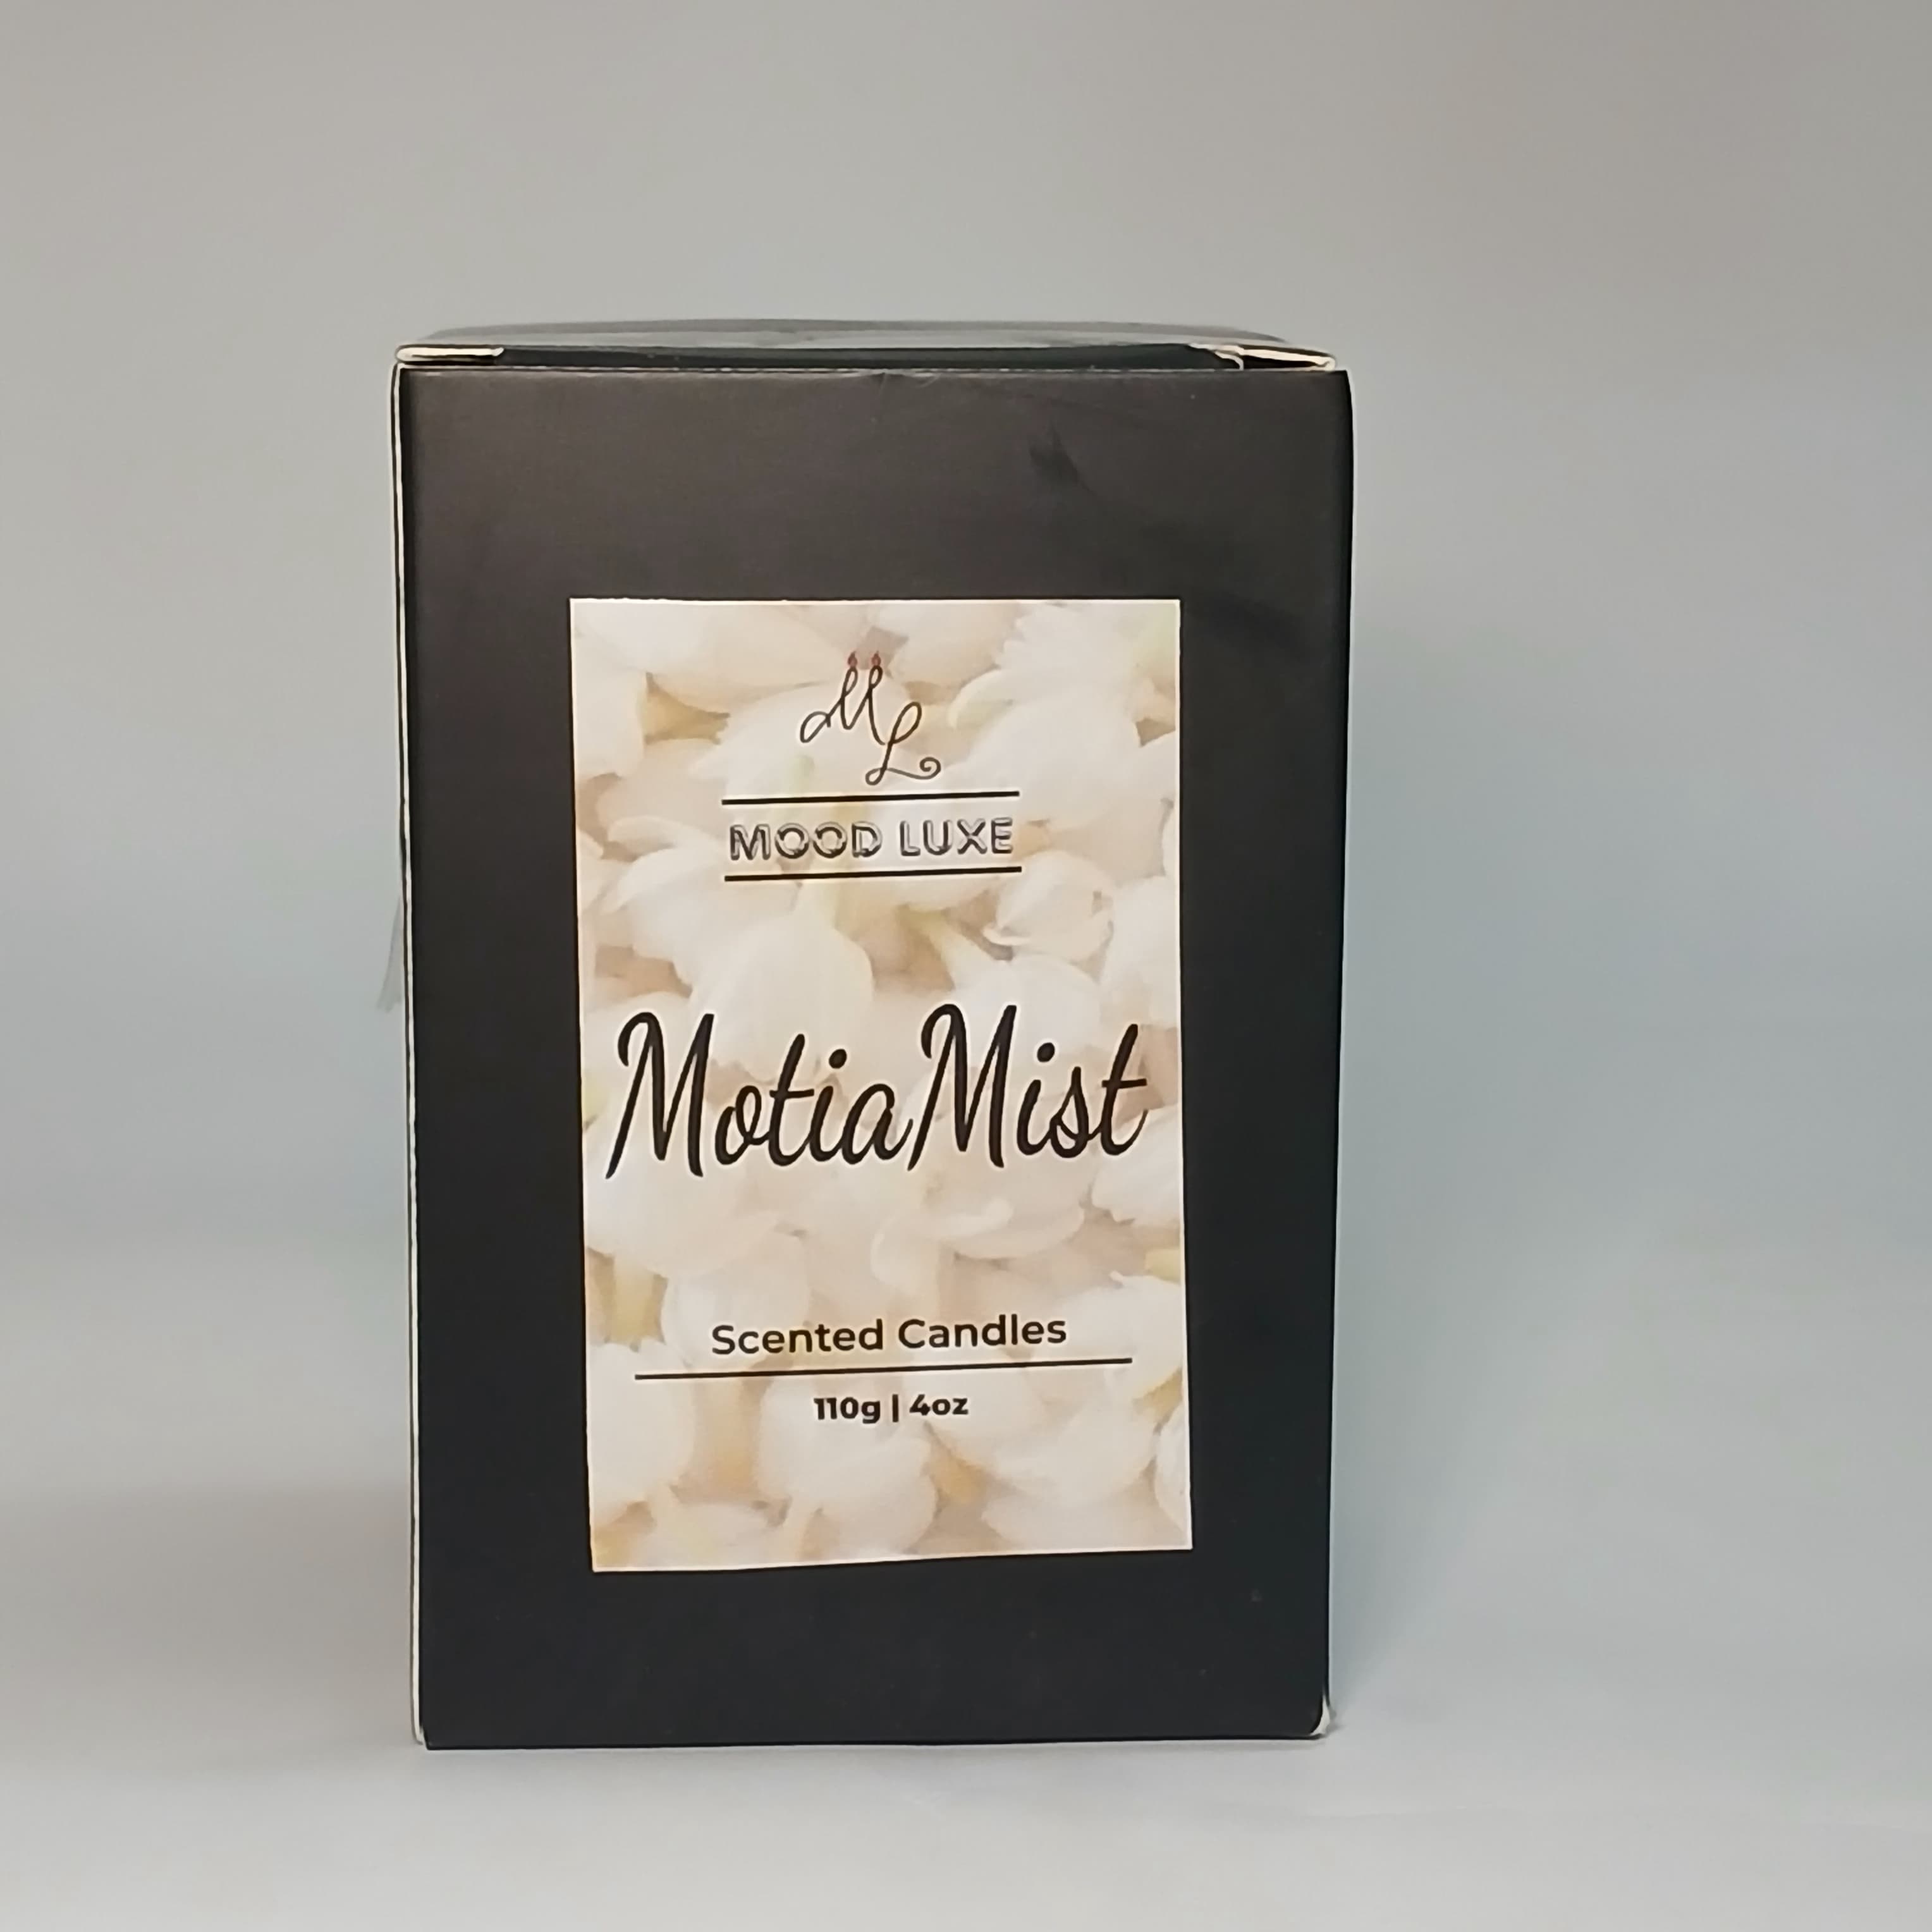 ML
MOOD LUXE
MotiaMist
Scented Candles
110g | 4oz